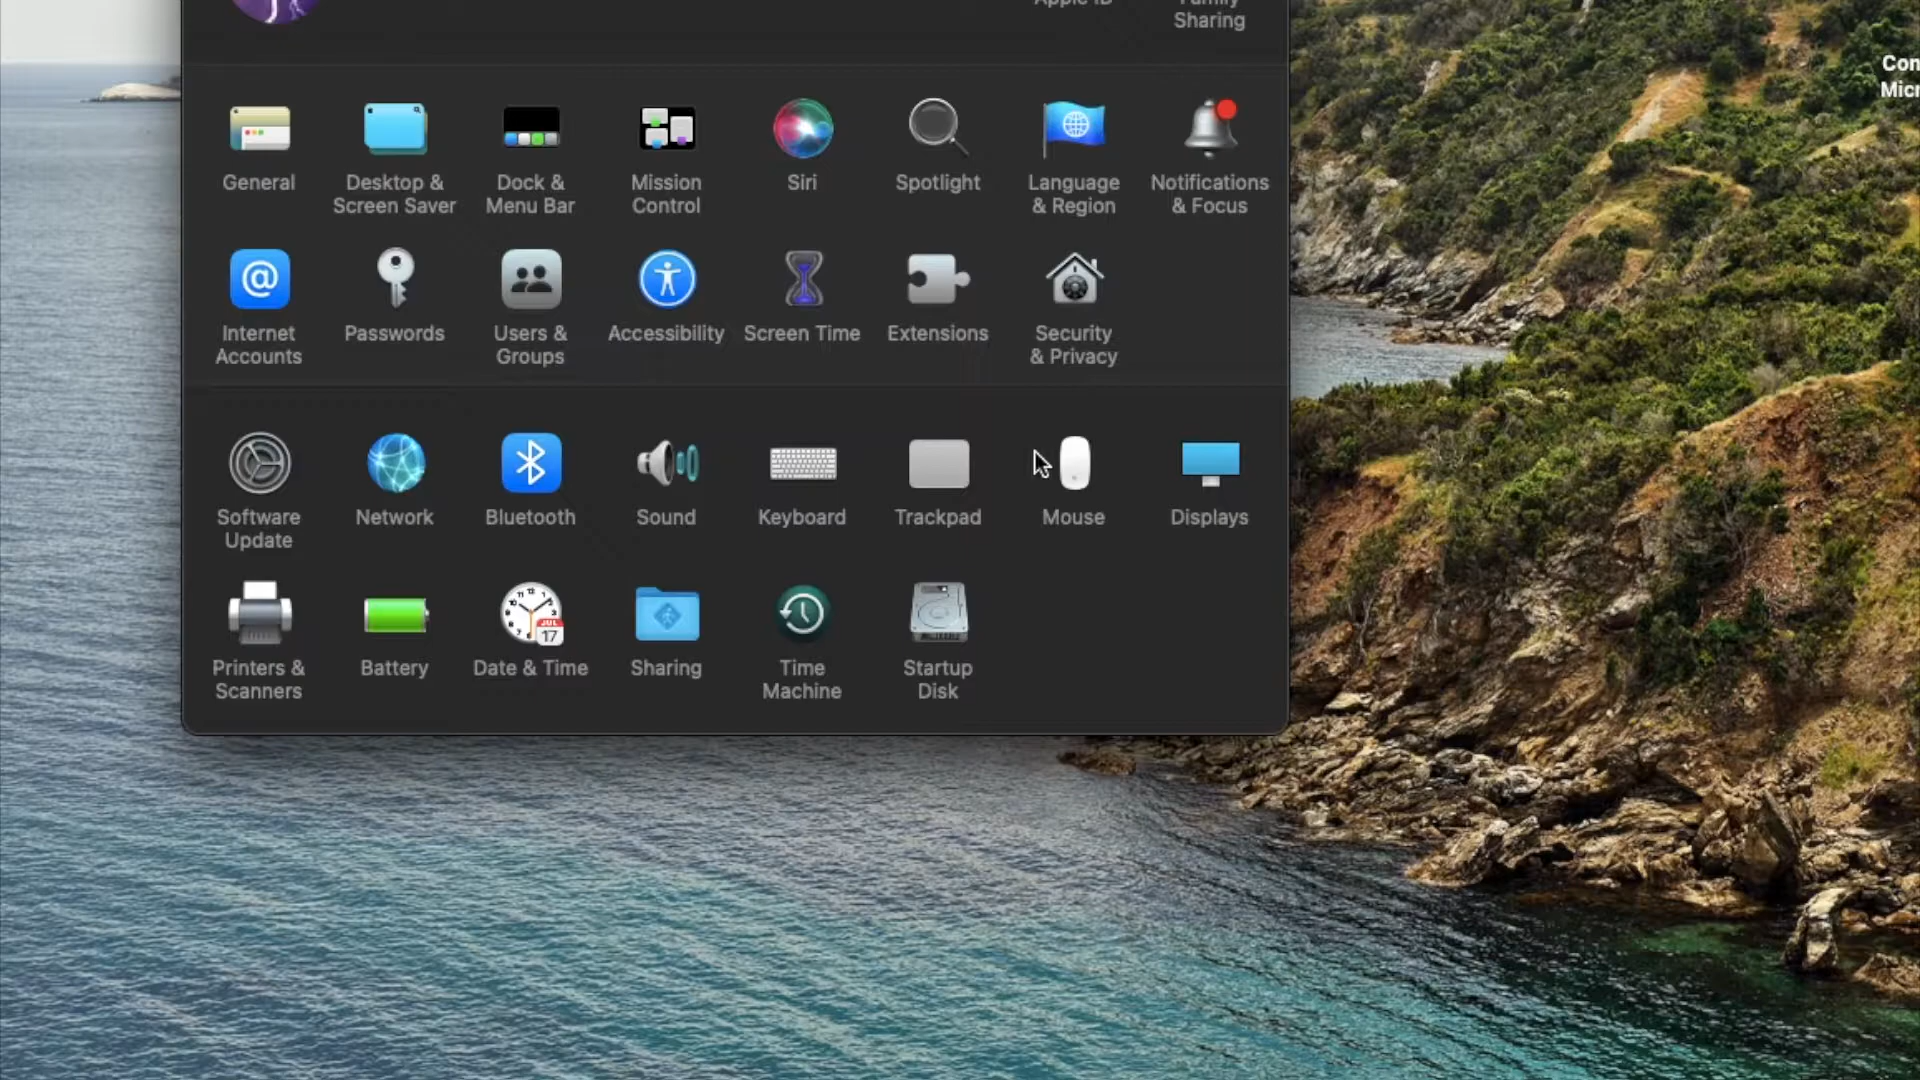 Sharing
General
Desktop &
Screen Saver
Dock &
Menu Bar
Mission
Control
Siri
Spotlight
Language
& Region
Notifications
& Focus
Internet
Accounts
Passwords
Users &
Groups
Accessibility
Screen Time
Extensions
Security
& Privacy
Software
Update
Network
Bluetooth
Sound
Keyboard
Trackpad
Mouse
Displays
Printers &
Scanners
Battery
JUL
17
Date & Time
Sharing
Time
Machine
Startup
Disk